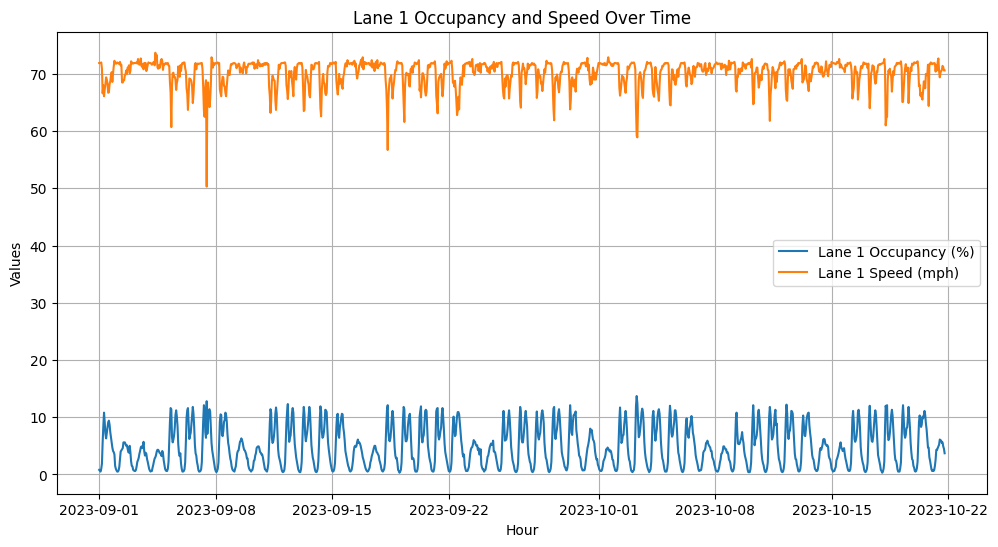 Lane 1 Occupancy and Speed Over Time
Values
70
60
50
40
30
20
10
0
Lane 1 Occupancy (%)
Lane 1 Speed (mph)
2023-09-01 2023-09-08 2023-09-15 2023-09-22 2023-10-01 2023-10-08 2023-10-15 2023-10-22
Hour